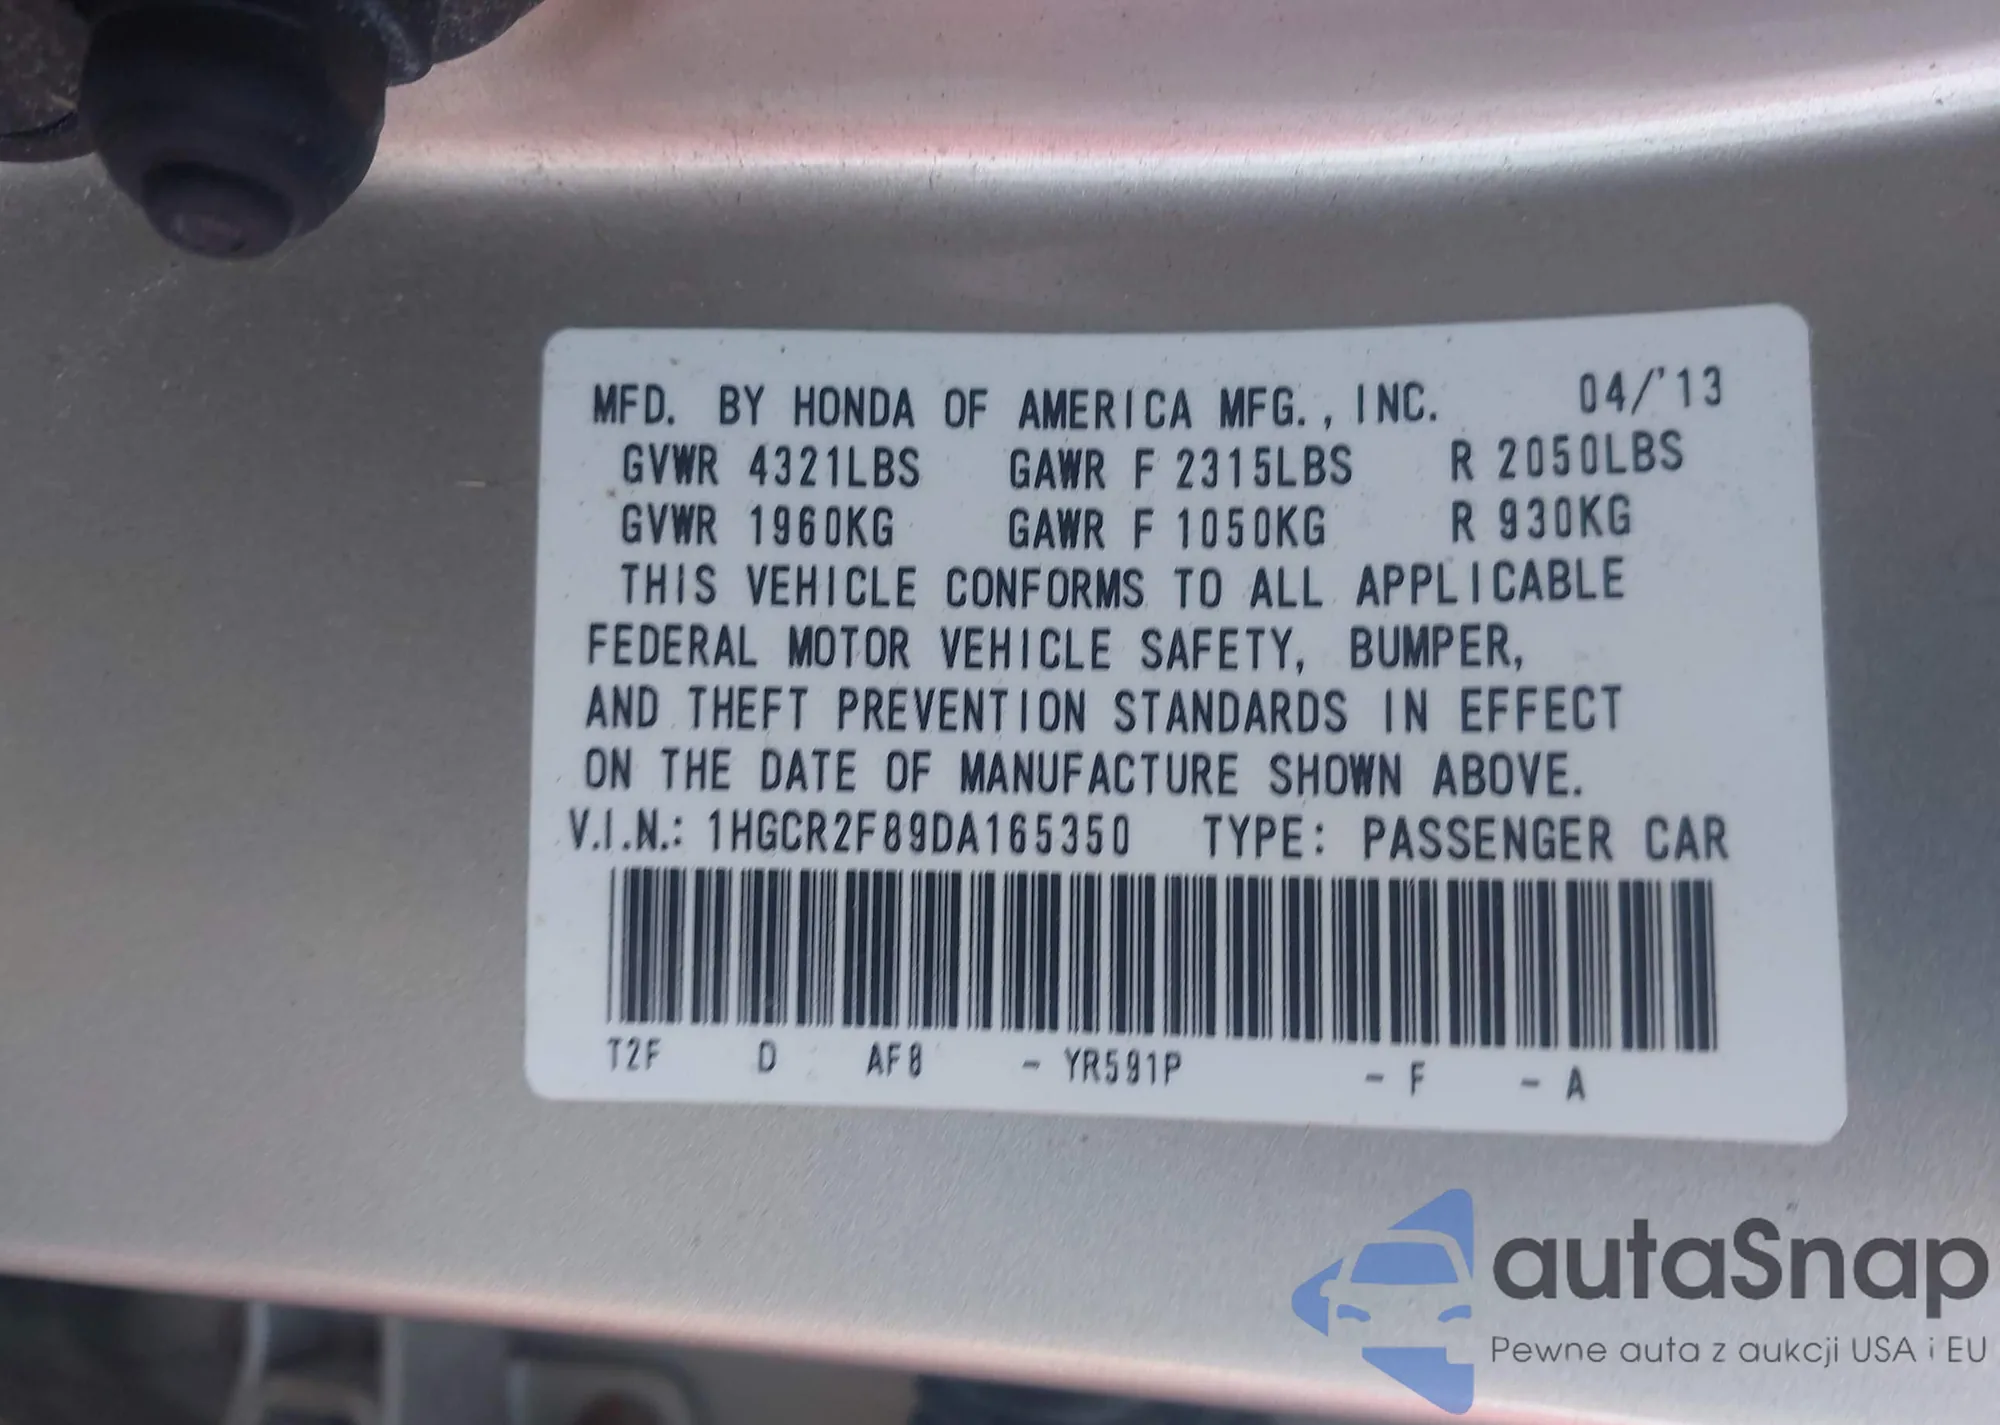 MFD. BY HONDA OF AMERICA MFG., INC. 04/'13
GVWR 4321LBS GAWR F 2315LBS R 2050LBS
GVWR 1960KG GAWR F 1050KG R 930KG
THIS VEHICLE CONFORMS TO ALL APPLICABLE
FEDERAL MOTOR VEHICLE SAFETY, BUMPER,
AND THEFT PREVENTION STANDARDS IN EFFECT
ON THE DATE OF MANUFACTURE SHOWN ABOVE.
V.I.N.: 1HGCR2F89DA165350 TYPE: PASSENGER CAR
T2F D AF8 - YR591P - F - A
autaSnap
Pewne auta z aukcji USA i EU